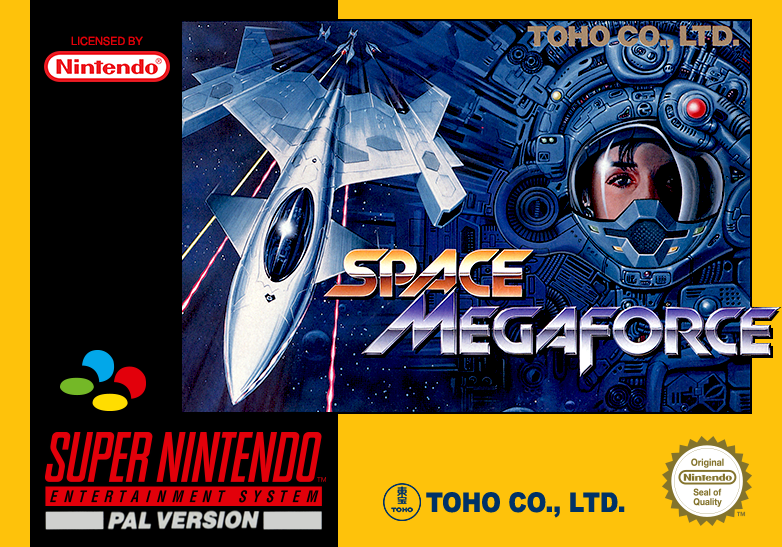 LICENSED BY
Nintendo®
TOHO CO., LTD.
SPACE
MEGAFORCE
SUPER NINTENDO™
ENTERTAINMENT SYSTEM
PAL VERSION
東宝
TOHO
TOHO CO., LTD.
Original
Nintendo
Seal of
Quality
TM